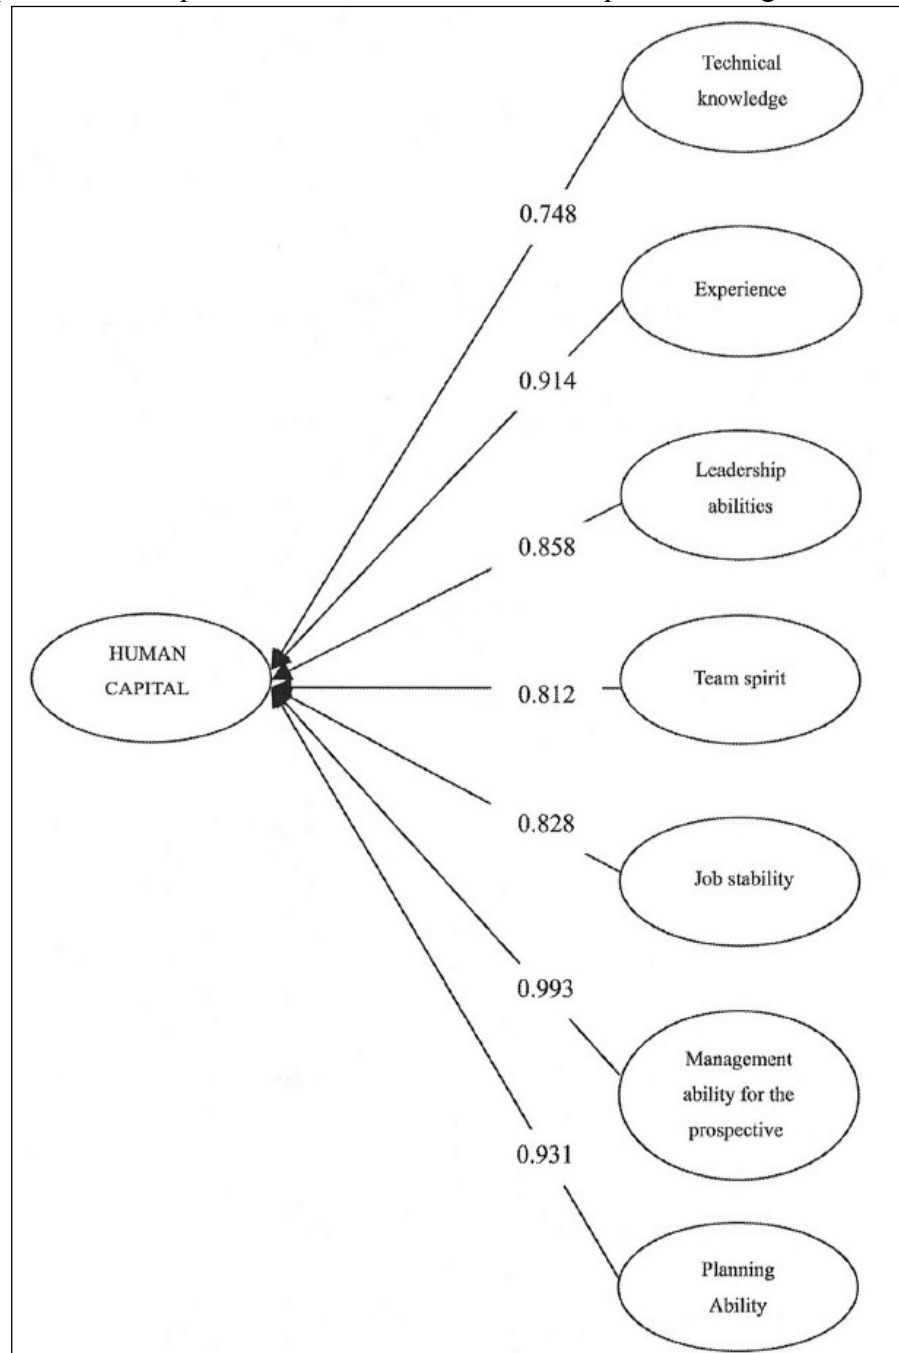 Technical
knowledge
0.748
Experience
0.914
Leadership
abilities
0.858
HUMAN
CAPITAL
Team spirit
0.812
0.828
Job stability
0.993
Management
ability for the
prospective
0.931
Planning
Ability